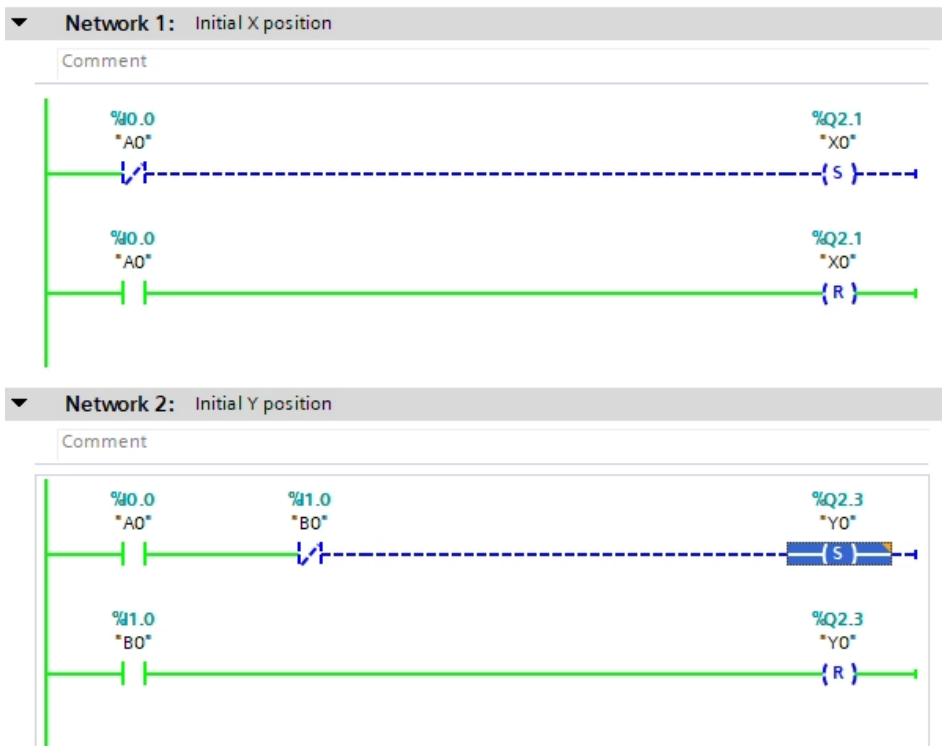 Network 1: Initial X position
Comment
%I0.0 %Q2.1
"A0" "X0"
S
%I0.0 %Q2.1
"A0" "X0"
R
Network 2: Initial Y position
Comment
%I0.0 %I1.0 %Q2.3
"A0" "B0" "Y0"
S
%I1.0 %Q2.3
"B0" "Y0"
R